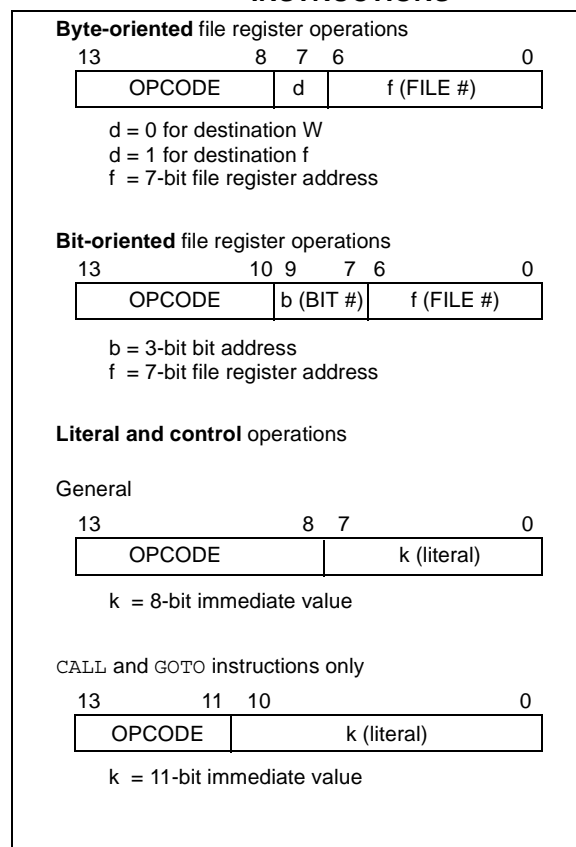 INSTRUCTIONS
Byte-oriented file register operations
13 8 7 6 0
OPCODE d f (FILE #)
d = 0 for destination W
d = 1 for destination f
f = 7-bit file register address
Bit-oriented file register operations
13 10 9 7 6 0
OPCODE b (BIT #) f (FILE #)
b = 3-bit bit address
f = 7-bit file register address
Literal and control operations
General
13 8 7 0
OPCODE k (literal)
k = 8-bit immediate value
CALL and GOTO instructions only
13 11 10 0
OPCODE k (literal)
k = 11-bit immediate value